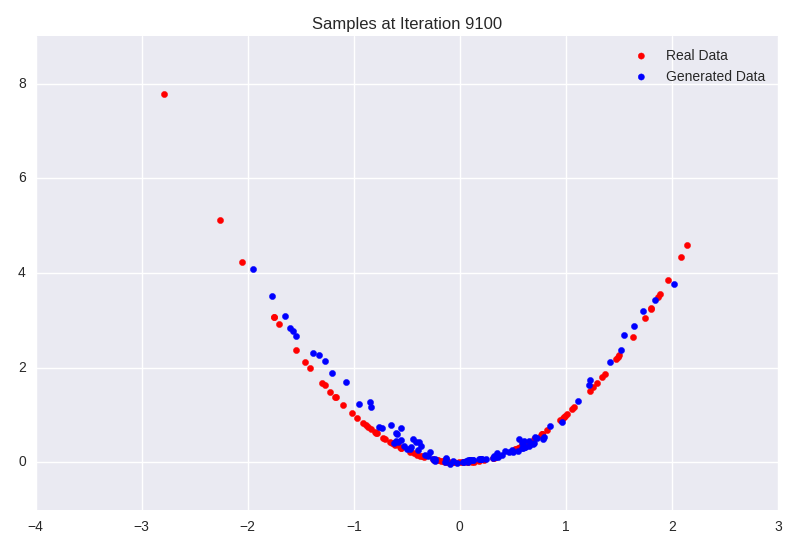 Samples at Iteration 9100
Real Data
Generated Data
8
6
4
2
0
−4 −3 −2 −1 0 1 2 3